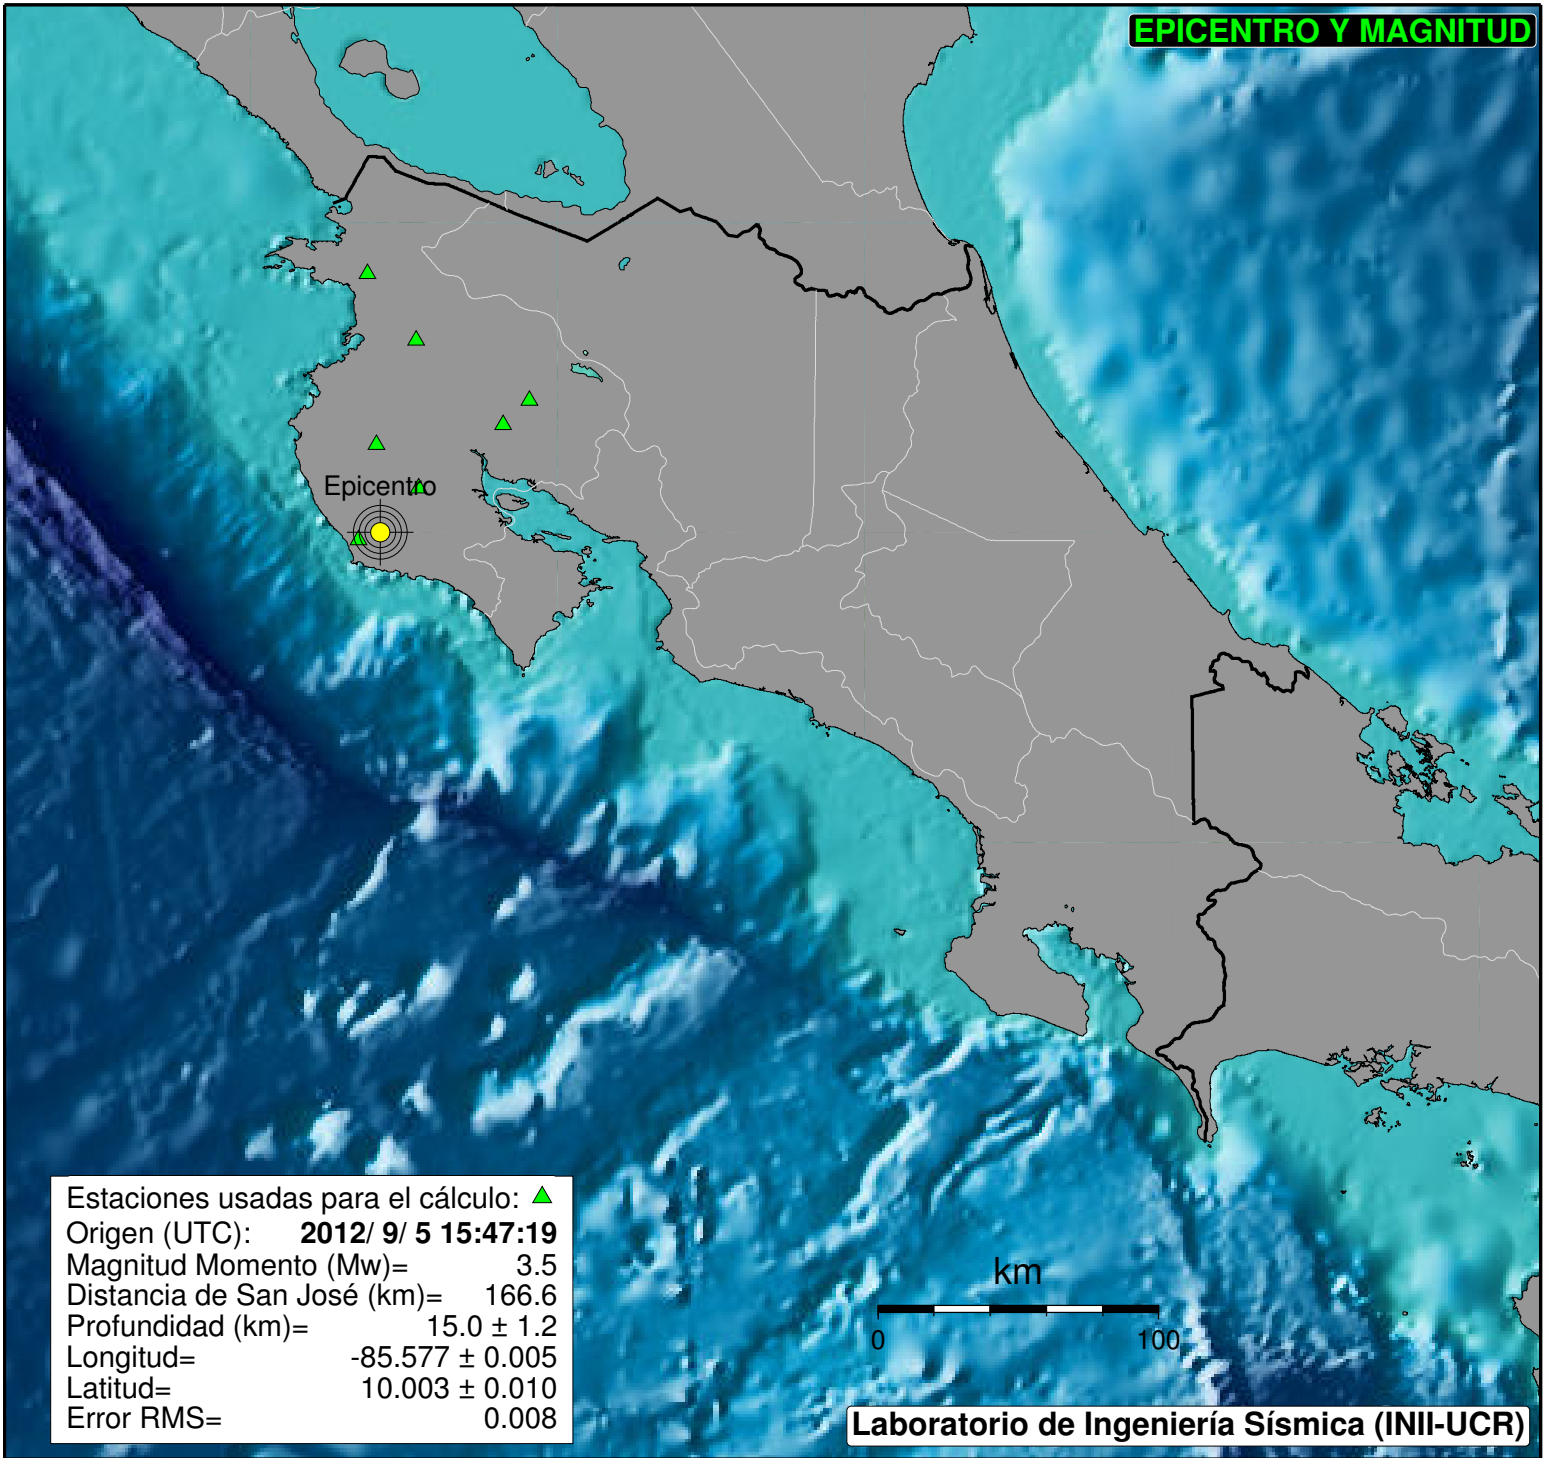 EPICENTRO Y MAGNITUD
Epicentro
Estaciones usadas para el cálculo:
Origen (UTC): 2012/ 9/ 5 15:47:19
Magnitud Momento (Mw)= 3.5
Distancia de San José (km)= 166.6
Profundidad (km)= 15.0 ± 1.2
Longitud= -85.577 ± 0.005
Latitud= 10.003 ± 0.010
Error RMS= 0.008
km
0 100
Laboratorio de Ingeniería Sísmica (INII-UCR)